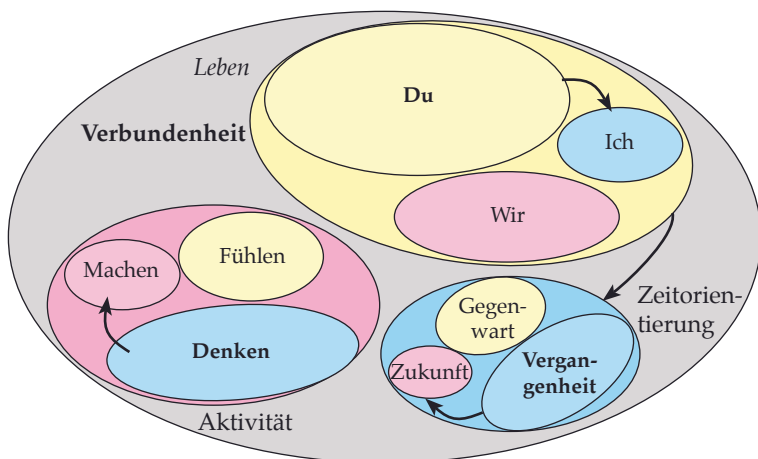 Leben
Du
Verbundenheit
Ich
Wir
Machen
Fühlen
Denken
Aktivität
Gegen-
wart
Zukunft
Vergan-
genheit
Zeitorien-
tierung